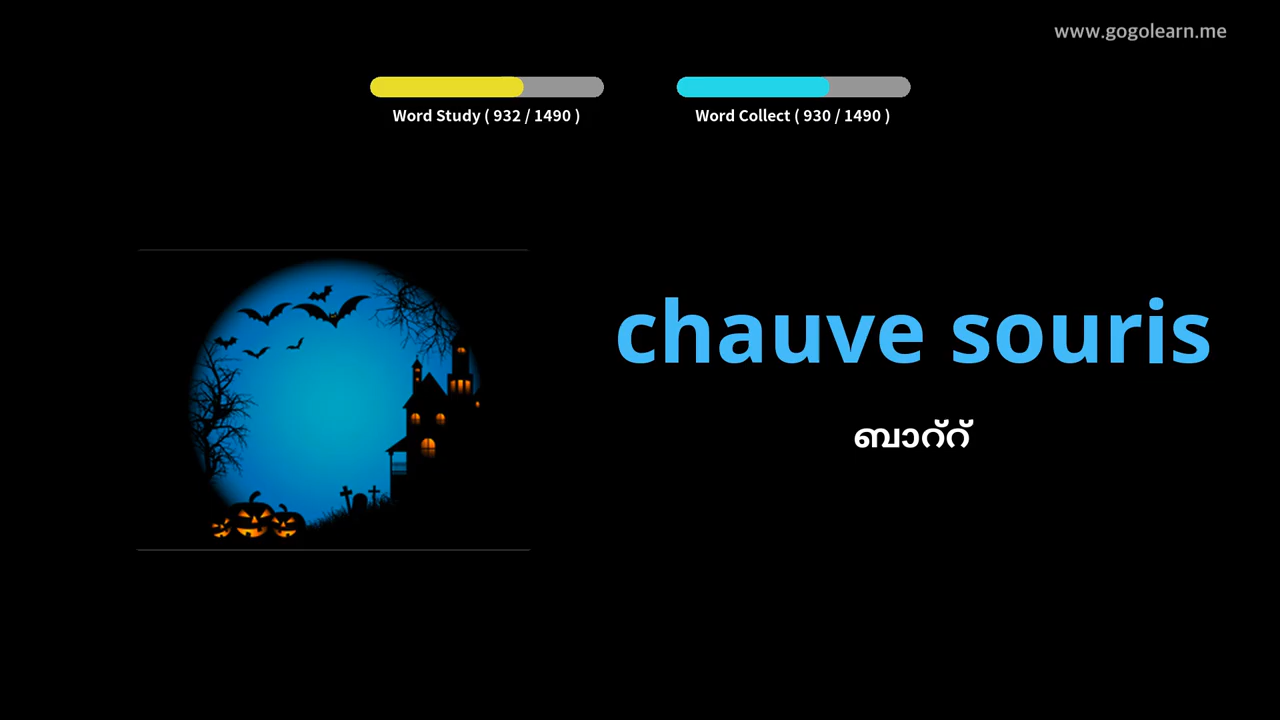 www.gogolearn.me
Word Study ( 932 / 1490 )
Word Collect ( 930 / 1490 )
chauve souris
ബാറ്റ്